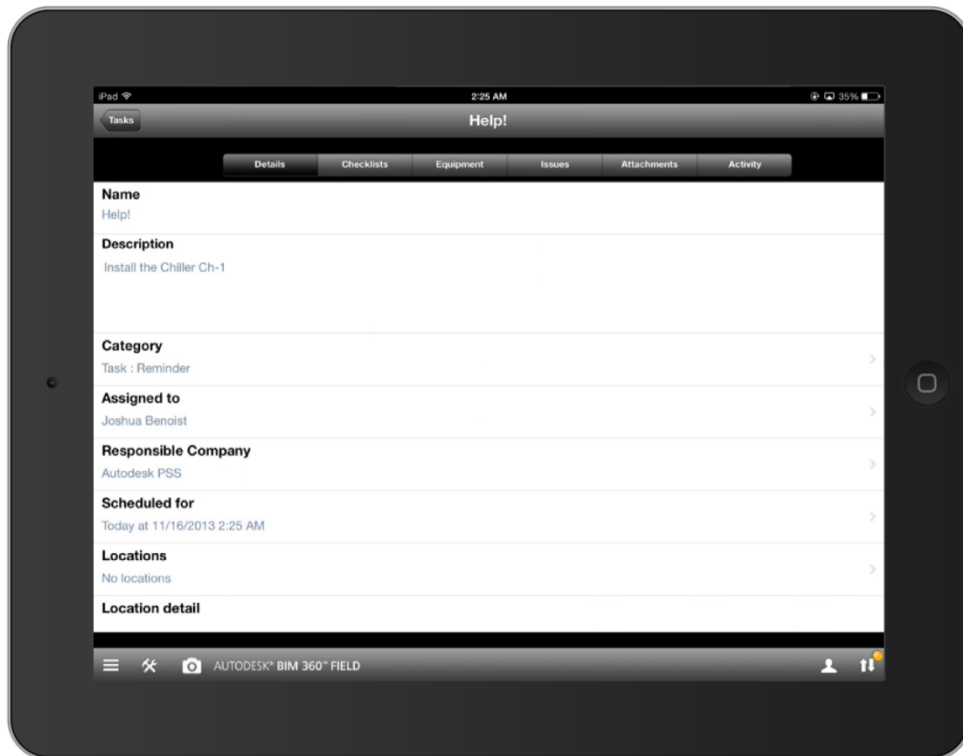 iPad 2:25 AM 35%
Tasks Help!
Details Checklists Equipment Issues Attachments Activity
Name
Help!
Description
Install the Chiller Ch-1
Category
Task : Reminder
Assigned to
Joshua Benoist
Responsible Company
Autodesk PSS
Scheduled for
Today at 11/16/2013 2:25 AM
Locations
No locations
Location detail
AUTODESK® BIM 360™ FIELD